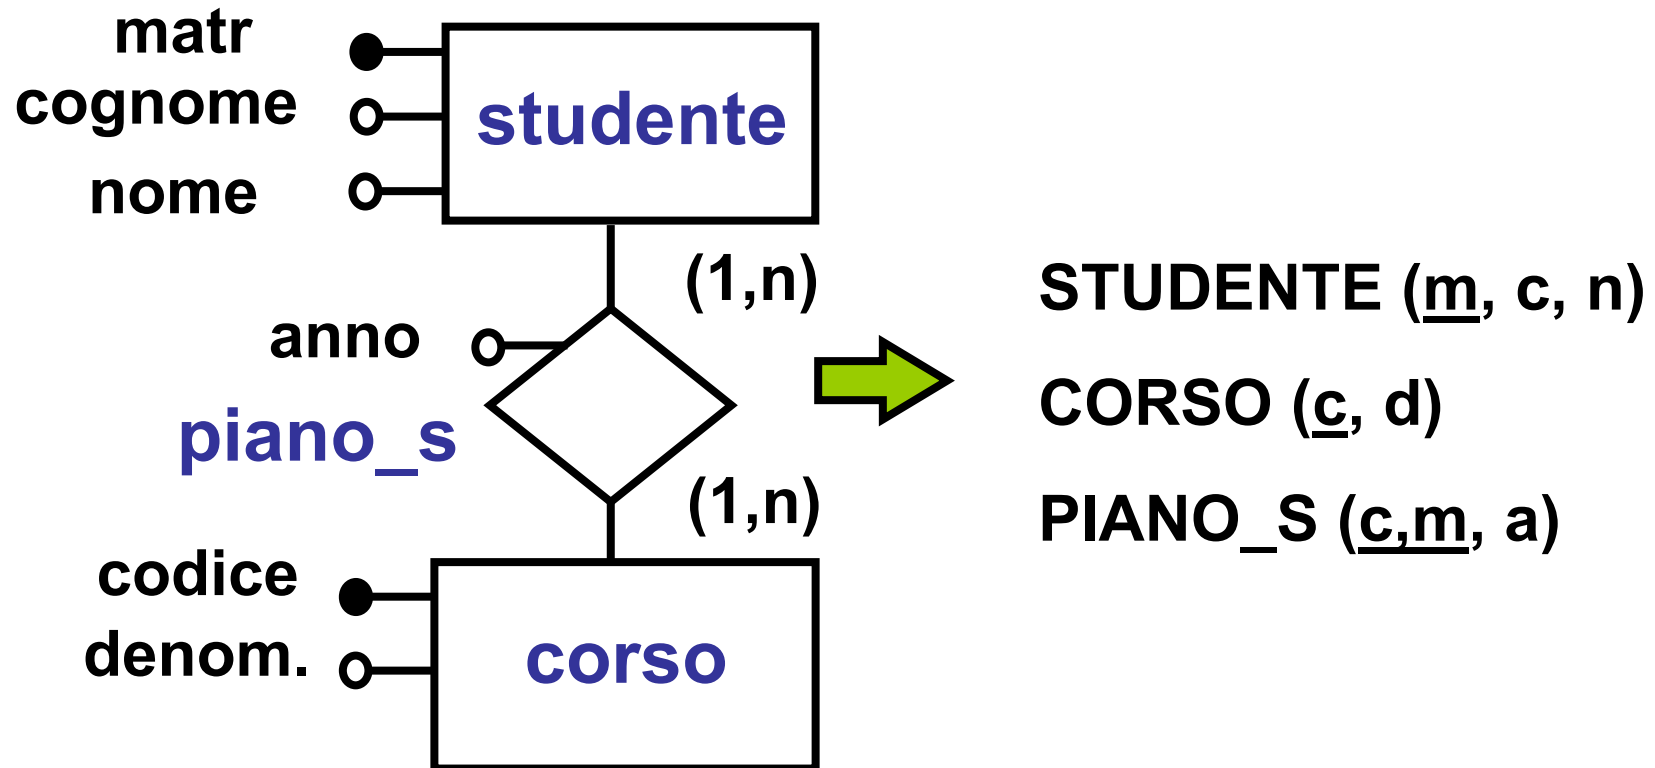 matr
cognome
nome
studente
(1,n)
anno
piano_s
(1,n)
codice
denom.
corso
STUDENTE (m, c, n)
CORSO (c, d)
PIANO_S (c,m, a)